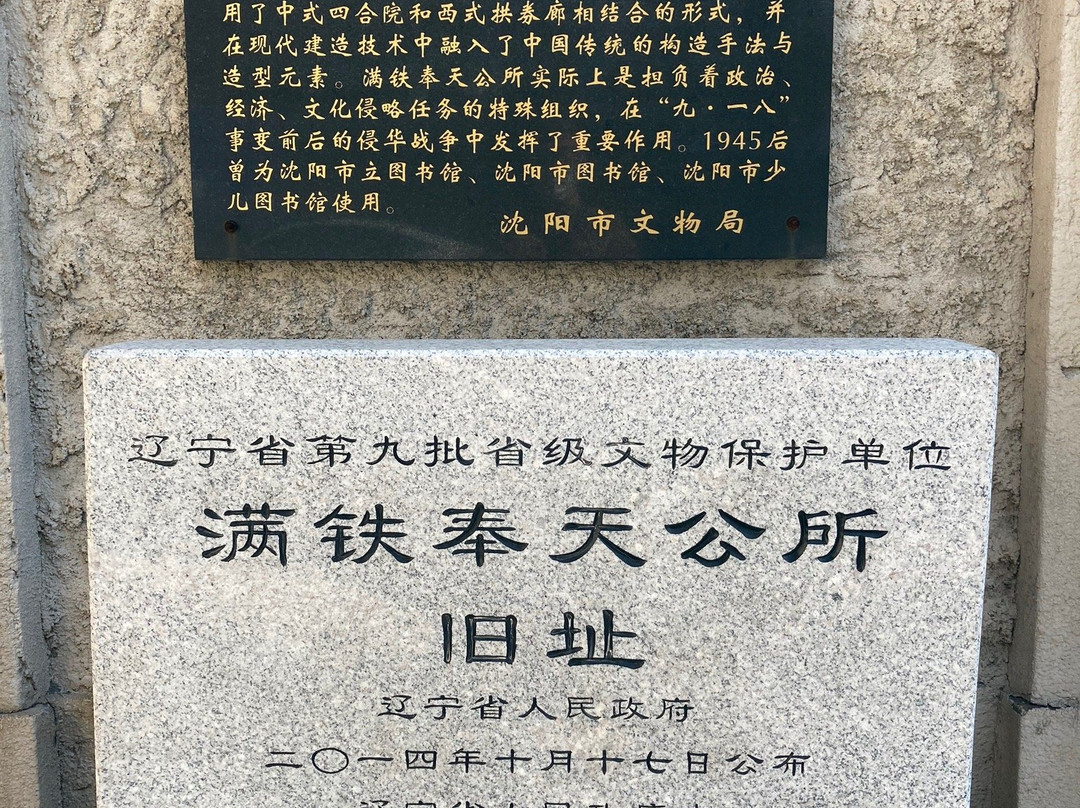 用了中式四合院和西式拱券廊相结合的形式，并
在现代建造技术中融入了中国传统的构造手法与
造型元素。满铁奉天公所实际上是担负着政治、
经济、文化侵略任务的特殊组织，在“九·一八”
事变前后的侵华战争中发挥了重要作用。1945后
曾为沈阳市立图书馆、沈阳市图书馆、沈阳市少
儿图书馆使用。
沈阳市文物局
辽宁省第九批省级文物保护单位
满铁奉天公所
旧址
辽宁省人民政府
二〇一四年十月十七日公布
辽宁省人民政府立